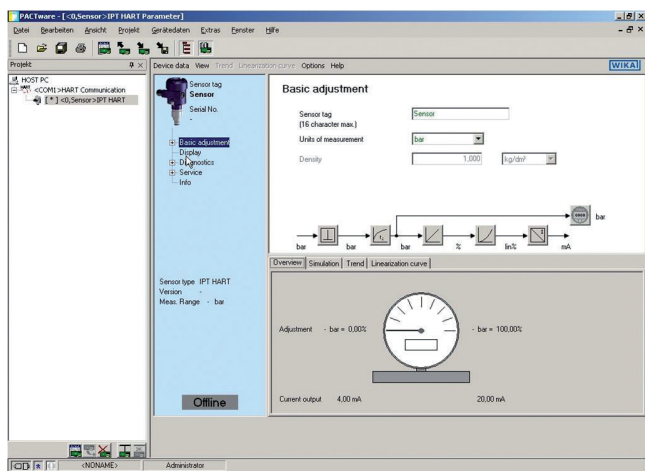 PACTware - [<0,Sensor>IPT HART Parameter]
Datei Bearbeiten Ansicht Projekt Gerätedaten Extras Fenster Hilfe
Projekt
HOST PC
<COM1>HART Communication
[*] <0,Sensor>IPT HART
Device data View Trend Linearization curve Options Help
WIKA
Sensor tag
Sensor
Serial No.
-
Basic adjustment
Display
Diagnostics
Service
Info
Sensor type IPT HART
Version -
Meas. Range - bar
Offline
Basic adjustment
Sensor tag Sensor
(16 character max.)
Units of measurement bar
Density 1,000 kg/dm³
bar
bar bar bar % lin% mA
Overview Simulation Trend Linearization curve
Adjustment - bar = 0,00% - bar = 100,00%
Current output 4,00 mA 20,00 mA
<NONAME> Administrator